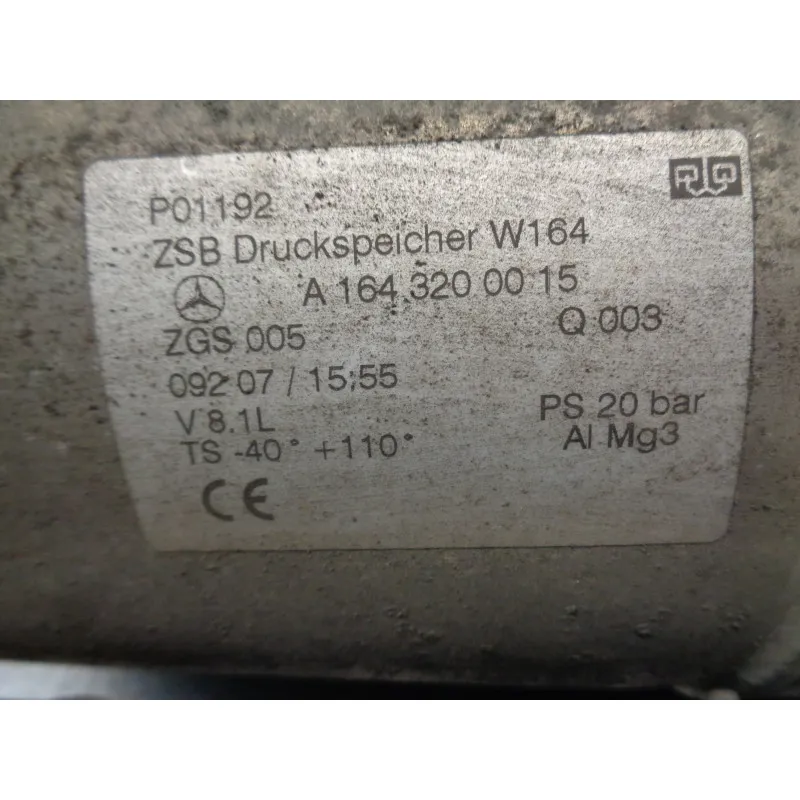 P01192
ZSB Druckspeicher W164
A 164 320 00 15
ZGS 005 Q 003
092 07 / 15:55
V 8.1L PS 20 bar
TS -40° +110° Al Mg3
CE